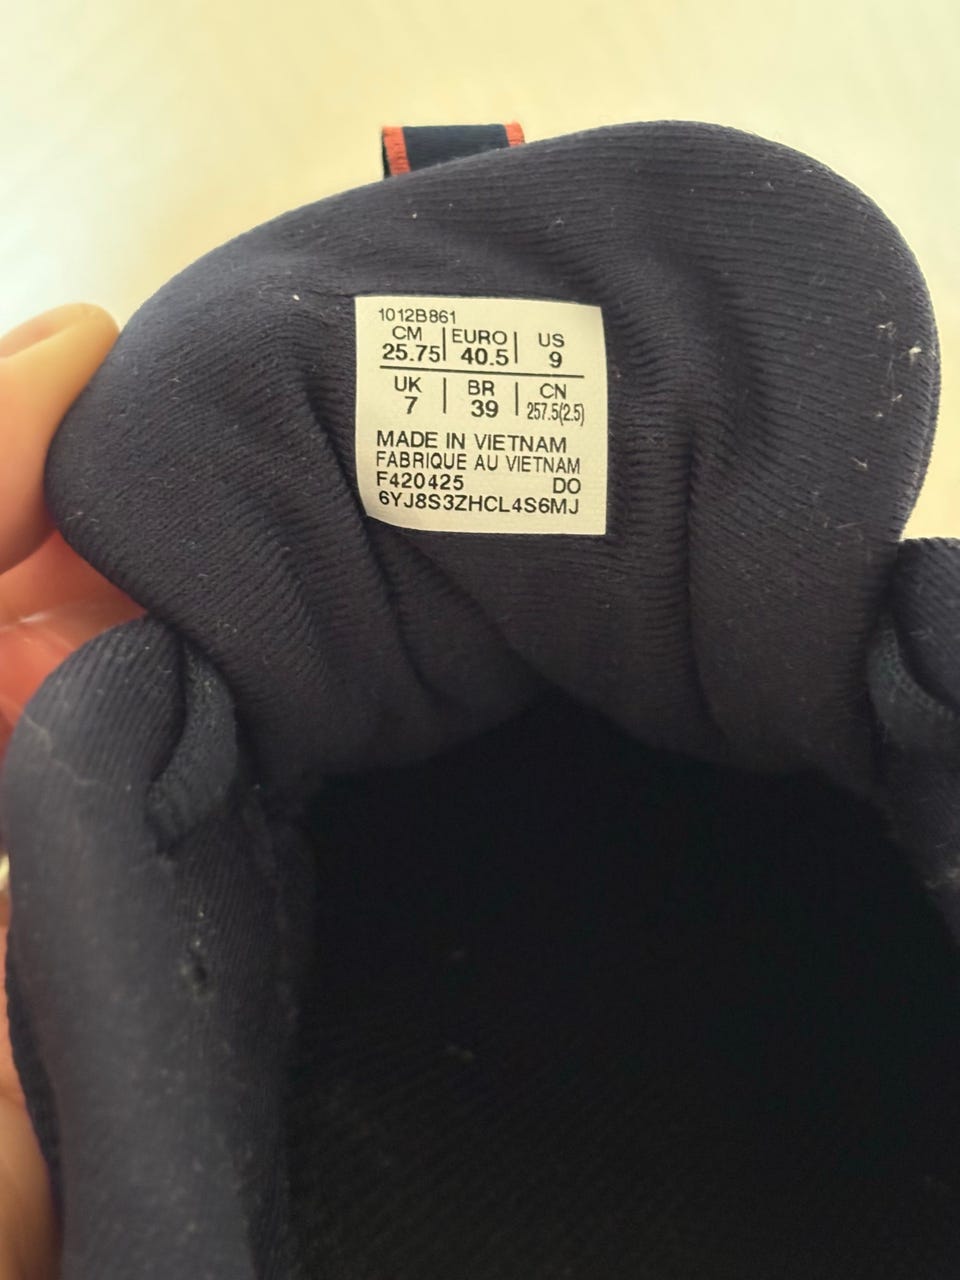 1012B861
CM | EURO | US
25.75 | 40.5 | 9
UK | BR | CN
7 | 39 | 257.5(2.5)
MADE IN VIETNAM
FABRIQUE AU VIETNAM
F420425 DO
6YJ8S3ZHCL4S6MJ